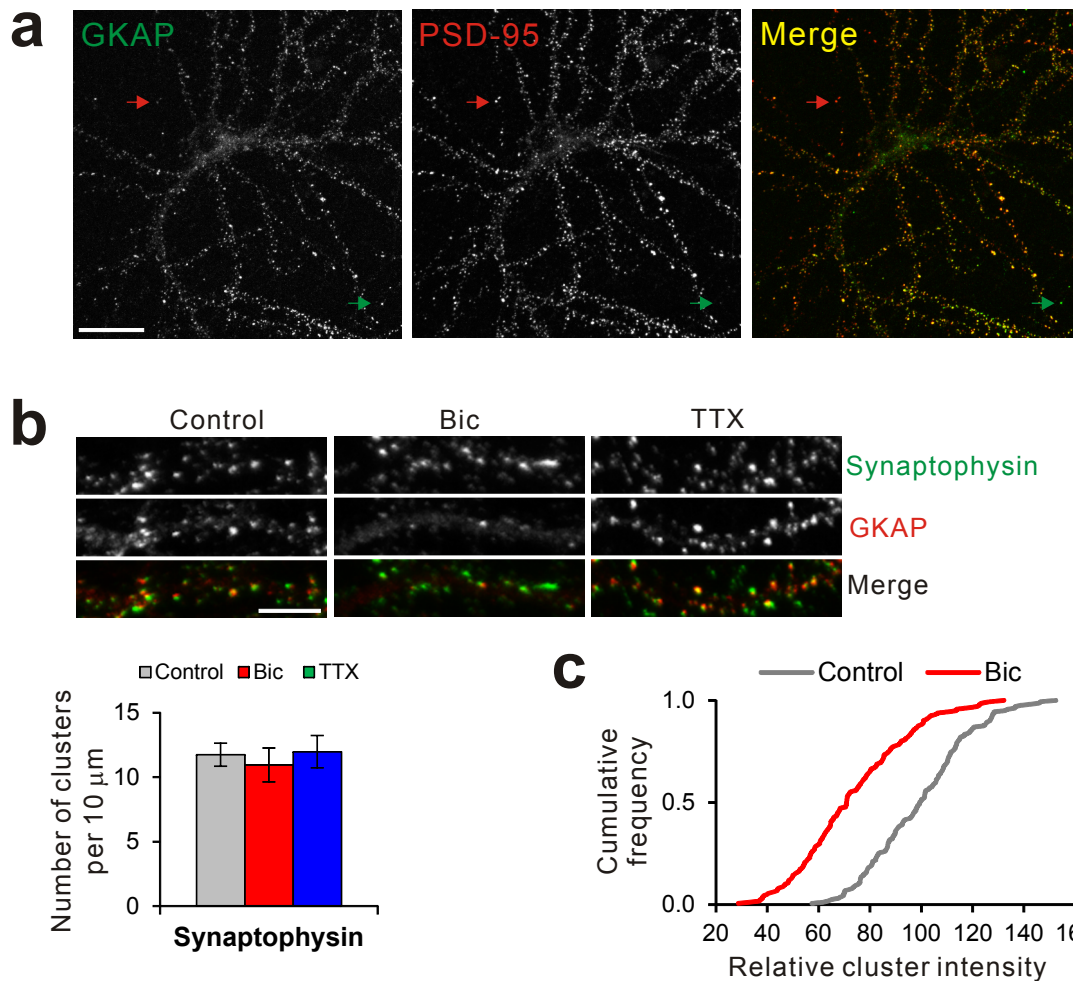 a
GKAP
PSD-95
Merge
b
Control
Bic
TTX
Synaptophysin
GKAP
Merge
Control
Bic
TTX
Number of clusters
per 10 μm
15
10
5
0
Synaptophysin
c
Control
Bic
Cumulative
frequency
1.0
0.5
0.0
20 40 60 80 100 120 140
Relative cluster intensity